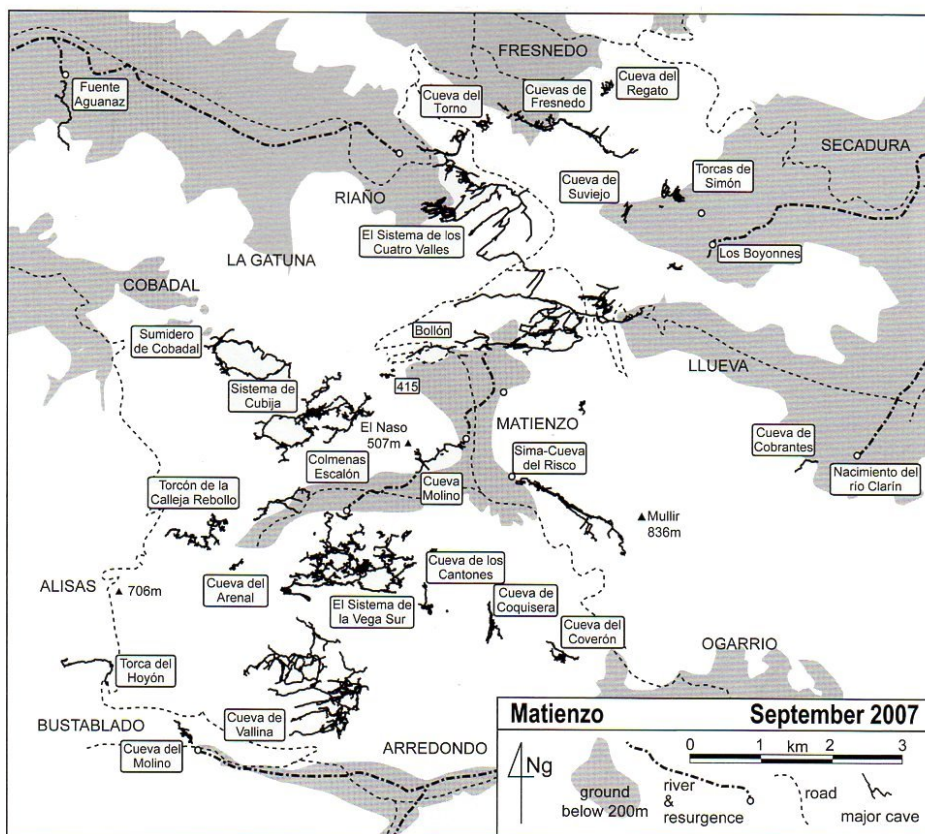 FRESNEDO
Fuente
Aguanaz
Cueva del
Torno
Cuevas de
Fresnedo
Cueva del
Regato
SECADURA
RIAÑO
Cueva
de Suviejo
Torcas de
Simón
El Sistema de los
Cuatro Valles
Los Boyonnes
LA GATUNA
COBADAL
Sumidero
de Cobadal
Bollón
LLUEVA
Sistema de
Cubija
415
El Naso
507m
MATIENZO
Cueva de
Cobrantes
Nacimiento del
río Clarín
Colmenas
Escalón
Cueva
Molino
Sima-Cueva
del Risco
Torcón de la
Calleja Rebollo
Mullir
836m
ALISAS
706m
Cueva del
Arenal
Cueva de los
Cantones
El Sistema de
la Vega Sur
Cueva de
Coquisera
Cueva del
Coverón
OGARRIO
Torca del
Hoyón
BUSTABLADO
Cueva de
Vallina
Cueva del
Molino
ARREDONDO
Matienzo September 2007
Ng
0 1 km 2 3
ground
below 200m
river
&
resurgence
road
major cave